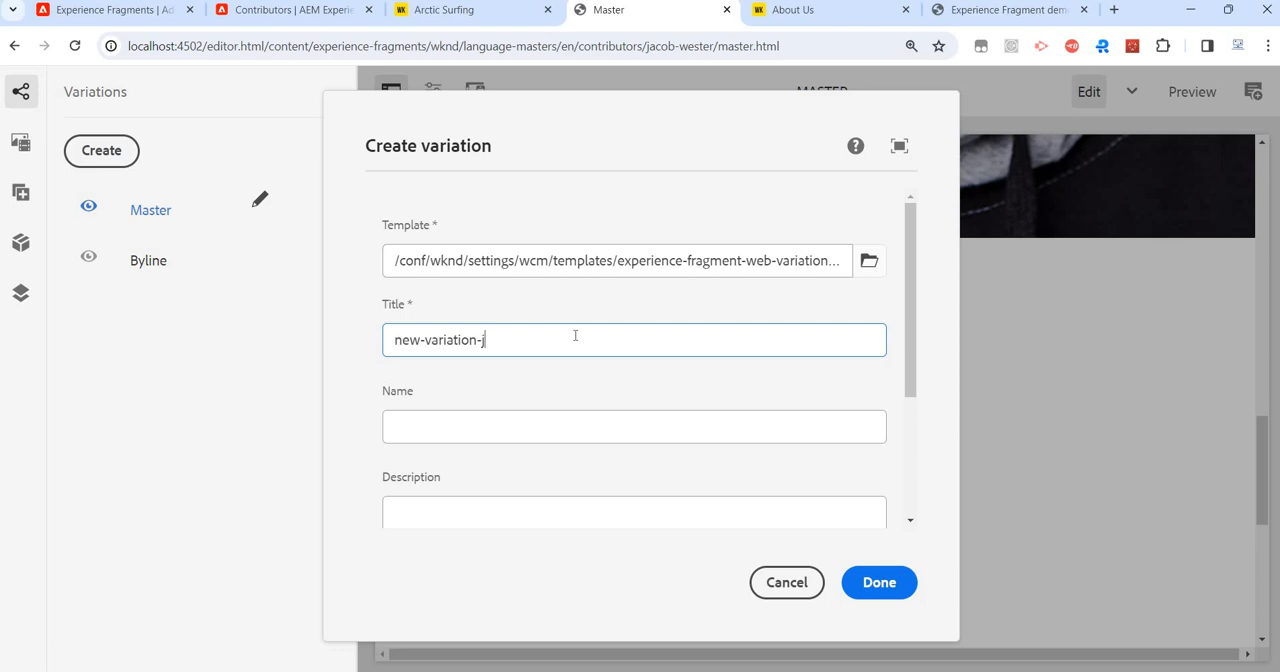 Experience Fragments | Ad
Contributors | AEM Experie
Arctic Surfing
Master
About Us
Experience Fragment dem
localhost:4502/editor.html/content/experience-fragments/wknd/language-masters/en/contributors/jacob-wester/master.html
Variations
Create
Master
Byline
MASTER
Edit
Preview
Create variation
Template *
/conf/wknd/settings/wcm/templates/experience-fragment-web-variation...
Title *
new-variation-j
Name
Description
Cancel
Done